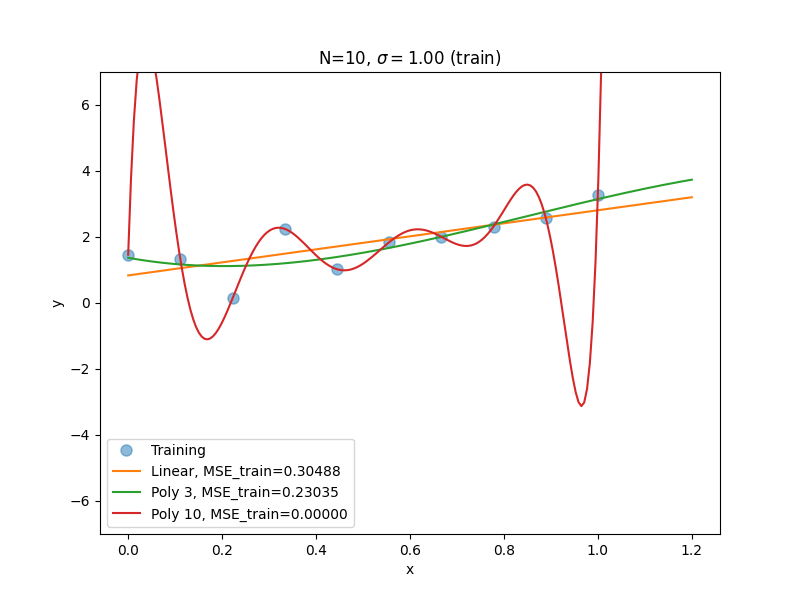 N=10, σ = 1.00 (train)
6
4
2
0
−2
−4
−6
y
Training
Linear, MSE_train=0.30488
Poly 3, MSE_train=0.23035
Poly 10, MSE_train=0.00000
0.0 0.2 0.4 0.6 0.8 1.0 1.2
x